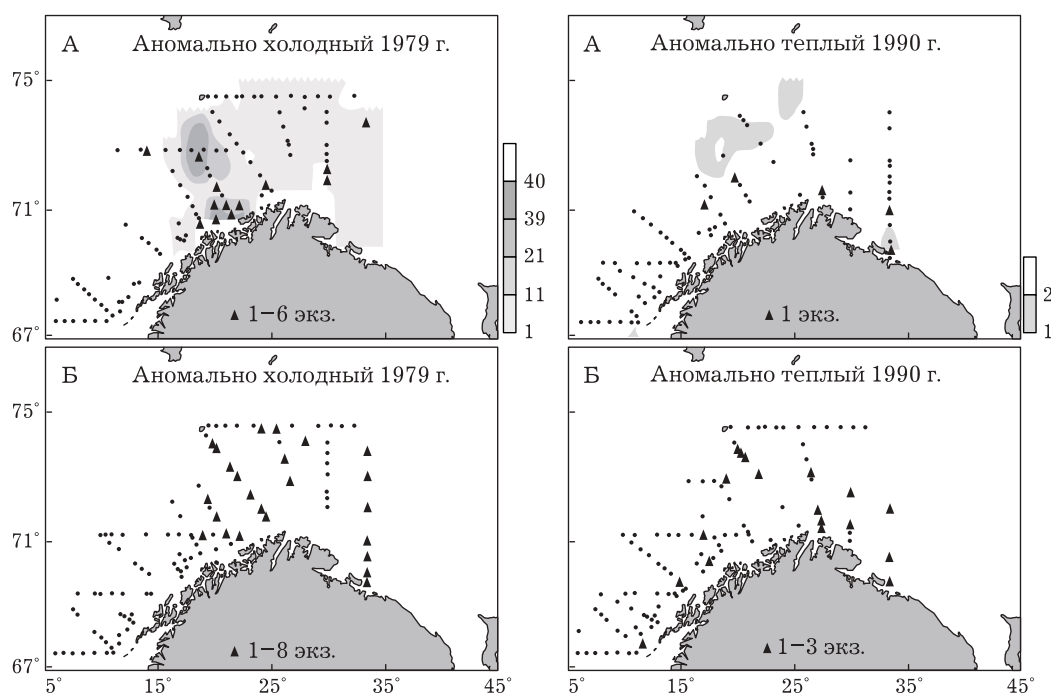 А Аномально холодный 1979 г.
75°
71°
67°
▲ 1–6 экз.
40
39
21
11
1
А Аномально теплый 1990 г.
▲ 1 экз.
2
1
Б Аномально холодный 1979 г.
75°
71°
67°
▲ 1–8 экз.
5° 15 25 35 45°
Б Аномально теплый 1990 г.
▲ 1–3 экз.
5° 15 25 35 45°